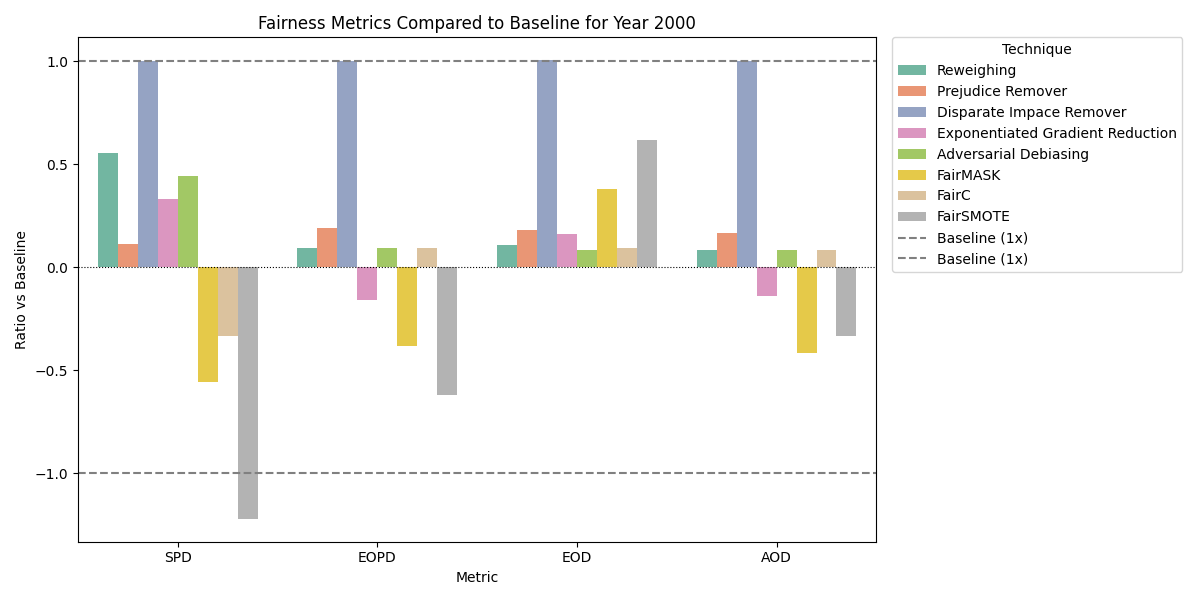 Fairness Metrics Compared to Baseline for Year 2000
Technique
Reweighing
Prejudice Remover
Disparate Impace Remover
Exponentiated Gradient Reduction
Adversarial Debiasing
FairMASK
FairC
FairSMOTE
Baseline (1x)
Baseline (1x)
Ratio vs Baseline
1.0
0.5
0.0
−0.5
−1.0
SPD EOPD EOD AOD
Metric